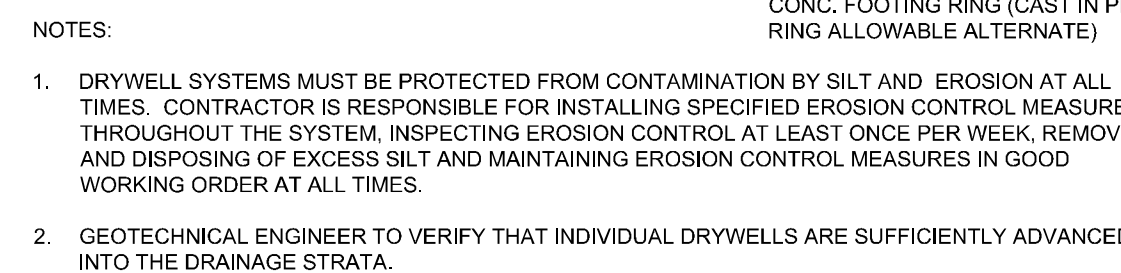 CONC. FOOTING RING (CAST IN
RING ALLOWABLE ALTERNATE)
NOTES:
1. DRYWELL SYSTEMS MUST BE PROTECTED FROM CONTAMINATION BY SILT AND EROSION AT ALL
TIMES. CONTRACTOR IS RESPONSIBLE FOR INSTALLING SPECIFIED EROSION CONTROL MEASURE
THROUGHOUT THE SYSTEM, INSPECTING EROSION CONTROL AT LEAST ONCE PER WEEK, REMOV
AND DISPOSING OF EXCESS SILT AND MAINTAINING EROSION CONTROL MEASURES IN GOOD
WORKING ORDER AT ALL TIMES.
2. GEOTECHNICAL ENGINEER TO VERIFY THAT INDIVIDUAL DRYWELLS ARE SUFFICIENTLY ADVANCED
INTO THE DRAINAGE STRATA.